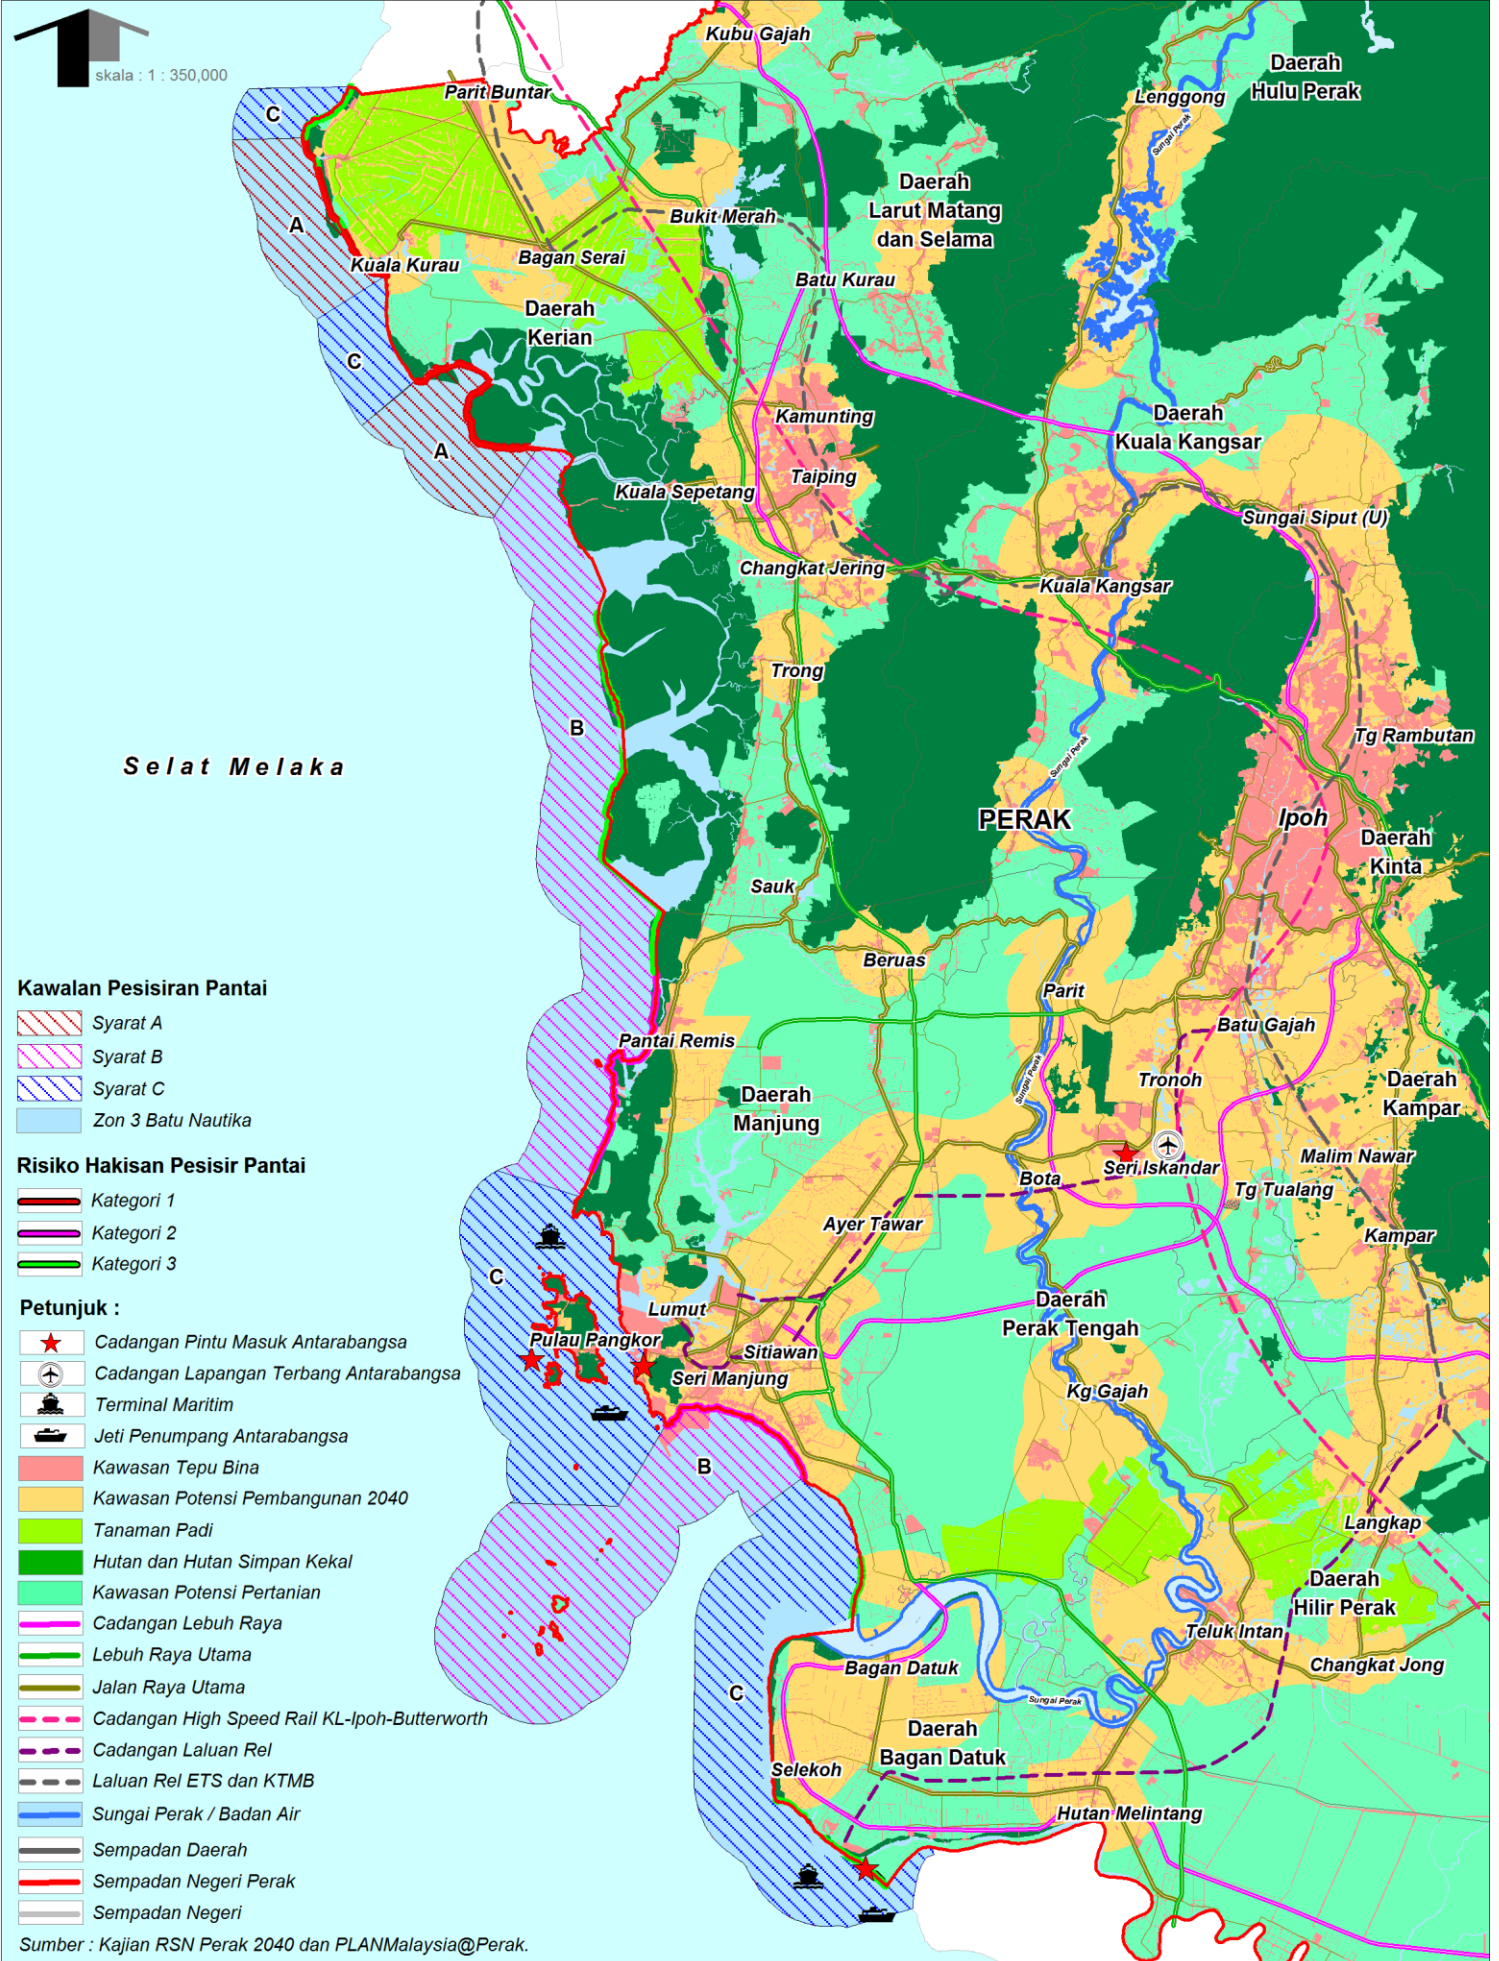 skala : 1 : 350,000
Kubu Gajah
Daerah
Hulu Perak
Parit Buntar
Lenggong
C
Sungai Perak
Daerah
Larut Matang
dan Selama
A
Bukit Merah
Kuala Kurau
Bagan Serai
Batu Kurau
Daerah
Kerian
C
Kamunting
Daerah
Kuala Kangsar
A
Taiping
Kuala Sepetang
Sungai Siput (U)
Changkat Jering
Kuala Kangsar
Trong
B
Tg Rambutan
Sungai Perak
Selat Melaka
PERAK
Ipoh
Daerah
Kinta
Sauk
Beruas
Parit
Batu Gajah
Pantai Remis
Sungai Perak
Tronoh
Daerah
Manjung
Daerah
Kampar
Seri Iskandar
Malim Nawar
Bota
Tg Tualang
Ayer Tawar
Kampar
C
Lumut
Daerah
Perak Tengah
Pulau Pangkor
Sitiawan
Seri Manjung
Kg Gajah
B
Langkap
Daerah
Hilir Perak
Teluk Intan
Bagan Datuk
Changkat Jong
C
Sungai Perak
Daerah
Bagan Datuk
Selekoh
Hutan Melintang
Kawalan Pesisiran Pantai
Syarat A
Syarat B
Syarat C
Zon 3 Batu Nautika
Risiko Hakisan Pesisir Pantai
Kategori 1
Kategori 2
Kategori 3
Petunjuk :
Cadangan Pintu Masuk Antarabangsa
Cadangan Lapangan Terbang Antarabangsa
Terminal Maritim
Jeti Penumpang Antarabangsa
Kawasan Tepu Bina
Kawasan Potensi Pembangunan 2040
Tanaman Padi
Hutan dan Hutan Simpan Kekal
Kawasan Potensi Pertanian
Cadangan Lebuh Raya
Lebuh Raya Utama
Jalan Raya Utama
Cadangan High Speed Rail KL-Ipoh-Butterworth
Cadangan Laluan Rel
Laluan Rel ETS dan KTMB
Sungai Perak / Badan Air
Sempadan Daerah
Sempadan Negeri Perak
Sempadan Negeri
Sumber : Kajian RSN Perak 2040 dan PLANMalaysia@Perak.